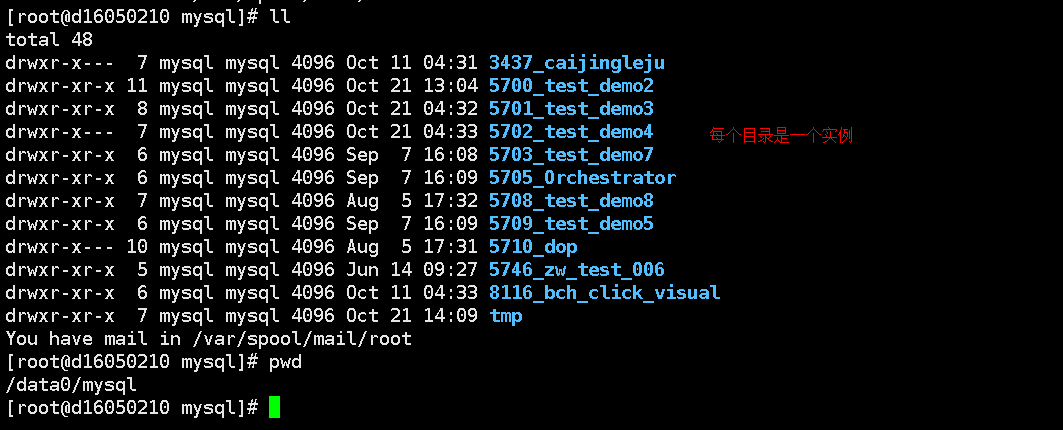 [root@d16050210 mysql]# ll
total 48
drwxr-x---  7 mysql mysql 4096 Oct 11 04:31 3437_caijingleju
drwxr-xr-x 11 mysql mysql 4096 Oct 21 13:04 5700_test_demo2
drwxr-xr-x  8 mysql mysql 4096 Oct 21 04:32 5701_test_demo3
drwxr-x---  7 mysql mysql 4096 Oct 21 04:33 5702_test_demo4
每个目录是一个实例
drwxr-xr-x  6 mysql mysql 4096 Sep  7 16:08 5703_test_demo7
drwxr-xr-x  6 mysql mysql 4096 Sep  7 16:09 5705_Orchestrator
drwxr-xr-x  7 mysql mysql 4096 Aug  5 17:32 5708_test_demo8
drwxr-xr-x  6 mysql mysql 4096 Sep  7 16:09 5709_test_demo5
drwxr-x--- 10 mysql mysql 4096 Aug  5 17:31 5710_dop
drwxr-xr-x  5 mysql mysql 4096 Jun 14 09:27 5746_zw_test_006
drwxr-xr-x  6 mysql mysql 4096 Oct 11 04:33 8116_bch_click_visual
drwxr-xr-x  7 mysql mysql 4096 Oct 21 14:09 tmp
You have mail in /var/spool/mail/root
[root@d16050210 mysql]# pwd
/data0/mysql
[root@d16050210 mysql]#